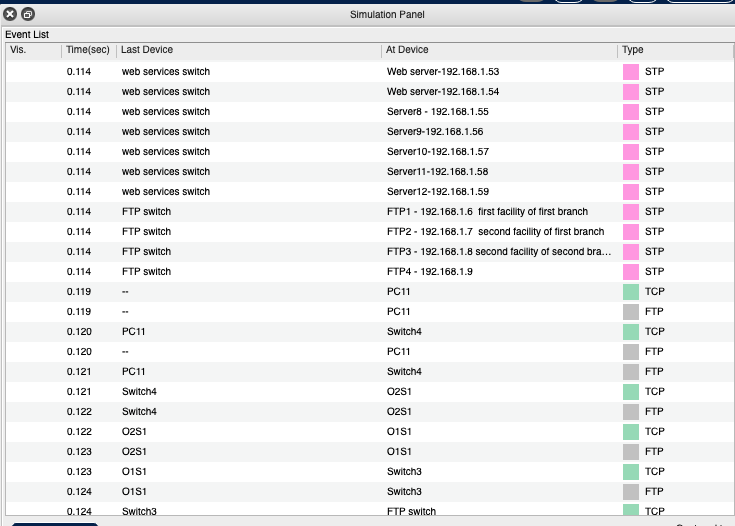 Simulation Panel
Event List
Vis. Time(sec) Last Device At Device Type
0.114 web services switch Web server-192.168.1.53 STP
0.114 web services switch Web server-192.168.1.54 STP
0.114 web services switch Server8 - 192.168.1.55 STP
0.114 web services switch Server9-192.168.1.56 STP
0.114 web services switch Server10-192.168.1.57 STP
0.114 web services switch Server11-192.168.1.58 STP
0.114 web services switch Server12-192.168.1.59 STP
0.114 FTP switch FTP1 - 192.168.1.6 first facility of first branch STP
0.114 FTP switch FTP2 - 192.168.1.7 second facility of first branch STP
0.114 FTP switch FTP3 - 192.168.1.8 second facility of second bra... STP
0.114 FTP switch FTP4 - 192.168.1.9 STP
0.119 -- PC11 TCP
0.119 -- PC11 FTP
0.120 PC11 Switch4 TCP
0.120 -- PC11 FTP
0.121 PC11 Switch4 FTP
0.121 Switch4 O2S1 TCP
0.122 Switch4 O2S1 FTP
0.122 O2S1 O1S1 TCP
0.123 O2S1 O1S1 FTP
0.123 O1S1 Switch3 TCP
0.124 O1S1 Switch3 FTP
0.124 Switch3 FTP switch TCP